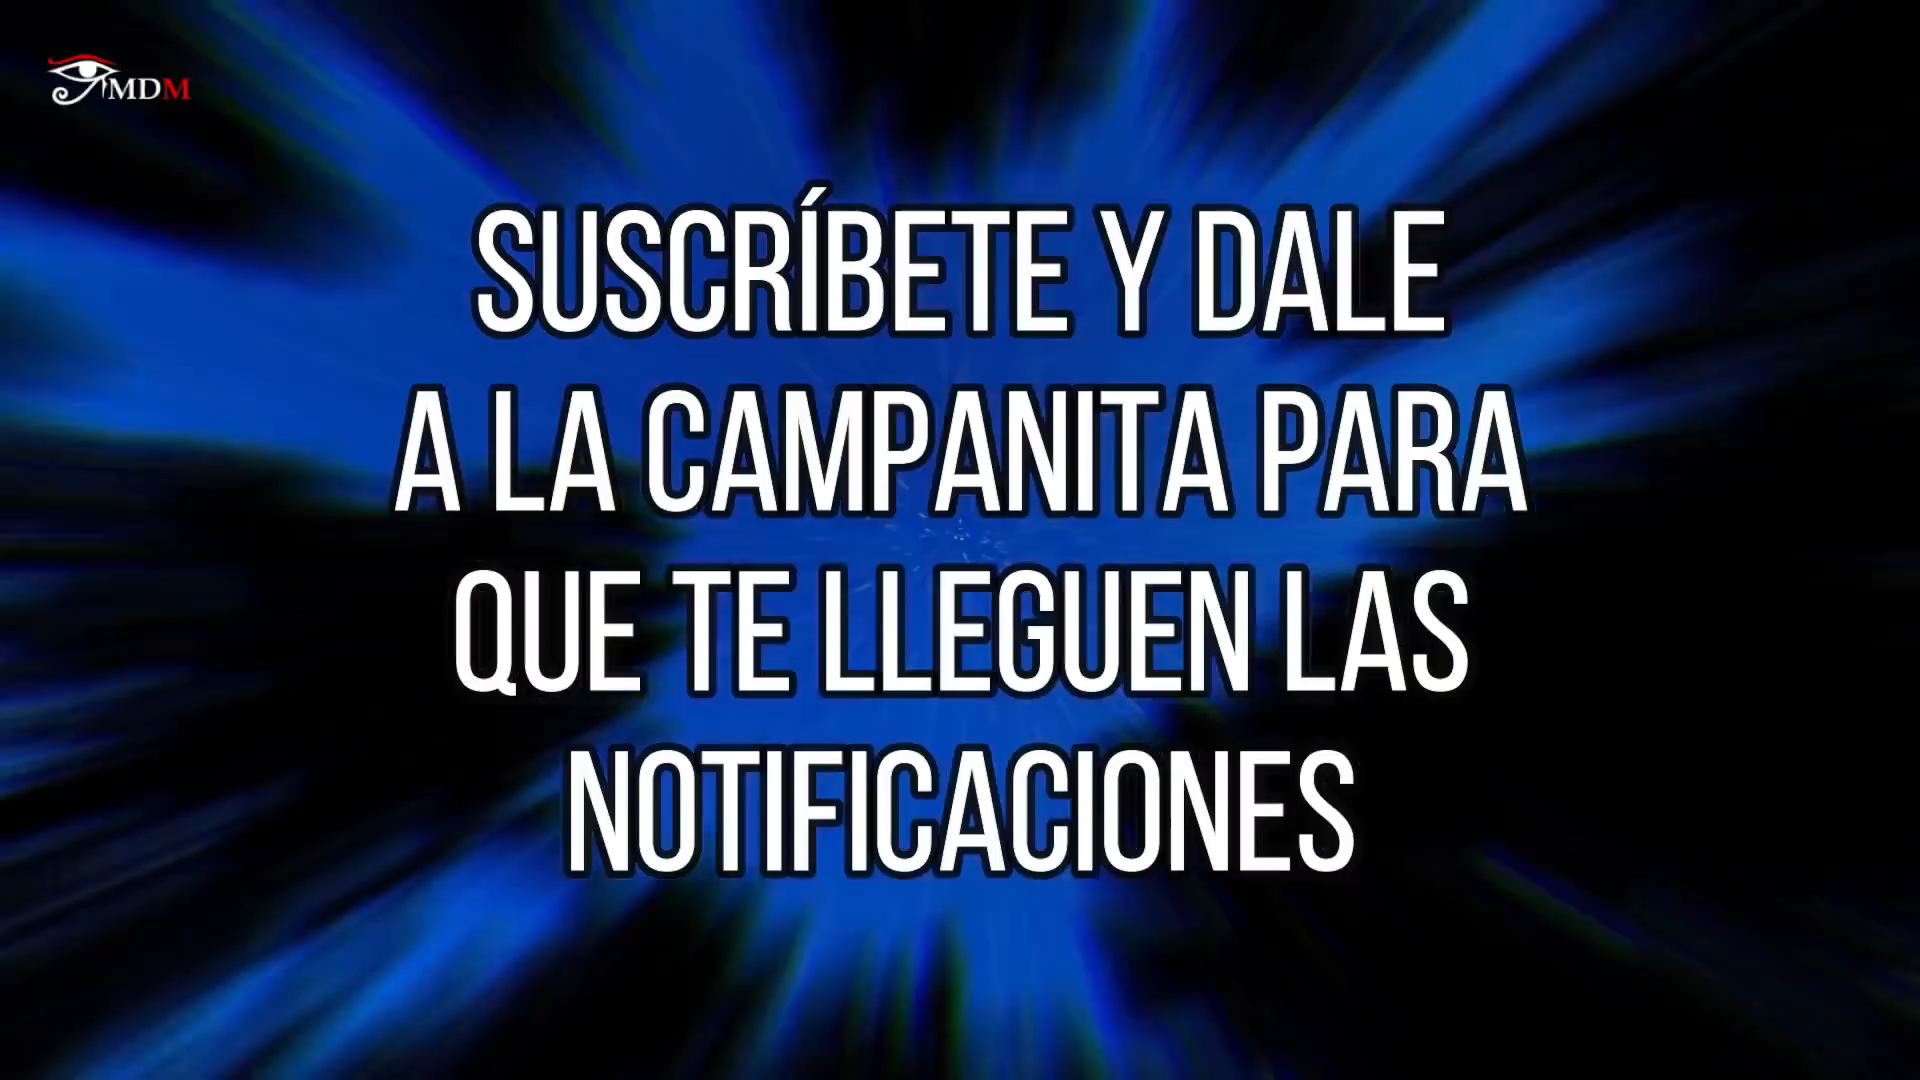 MDM
SUSCRÍBETE Y DALE
A LA CAMPANITA PARA
QUE TE LLEGUEN LAS
NOTIFICACIONES